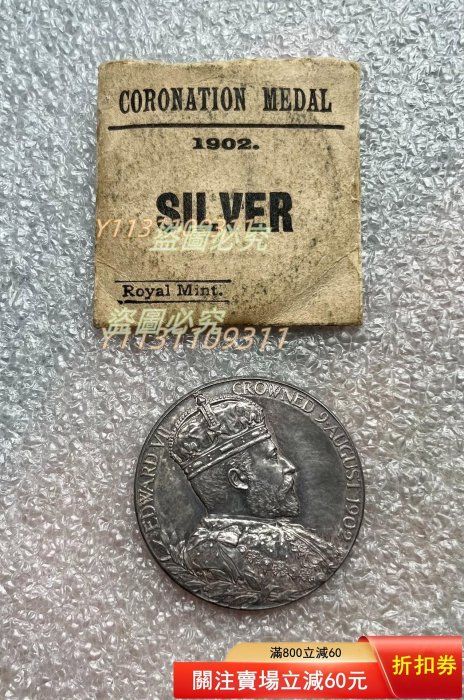 CORONATION MEDAL
1902.
SILVER
Y1131109311
盜圖必究
Royal Mint.
盜圖必究
Y1131109311
EDWARD VII CROWNED 9 AUGUST 1902
滿800立減60
關注賣場立減60元
折扣券